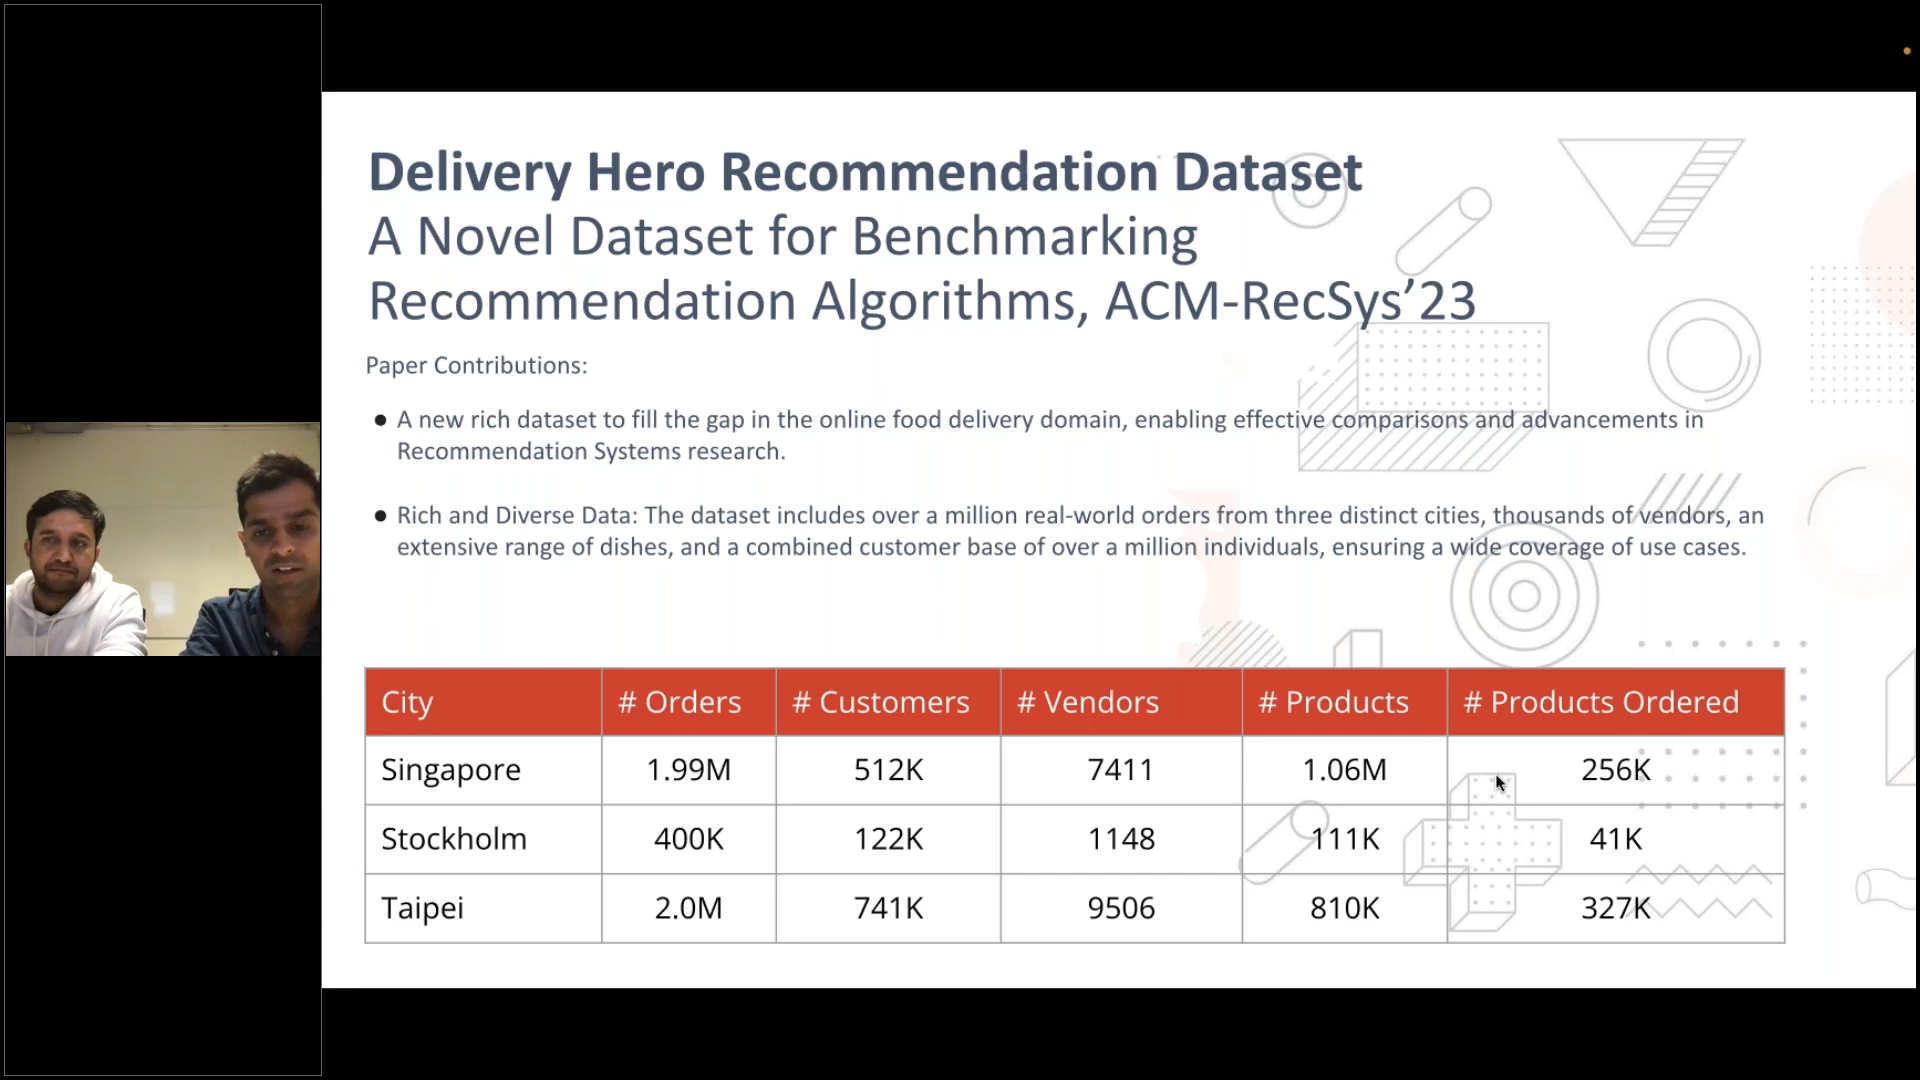 Delivery Hero Recommendation Dataset
A Novel Dataset for Benchmarking
Recommendation Algorithms, ACM-RecSys’23
Paper Contributions:
● A new rich dataset to fill the gap in the online food delivery domain, enabling effective comparisons and advancements in
Recommendation Systems research.
● Rich and Diverse Data: The dataset includes over a million real-world orders from three distinct cities, thousands of vendors, an
extensive range of dishes, and a combined customer base of over a million individuals, ensuring a wide coverage of use cases.
City # Orders # Customers # Vendors # Products # Products Ordered
Singapore 1.99M 512K 7411 1.06M 256K
Stockholm 400K 122K 1148 111K 41K
Taipei 2.0M 741K 9506 810K 327K